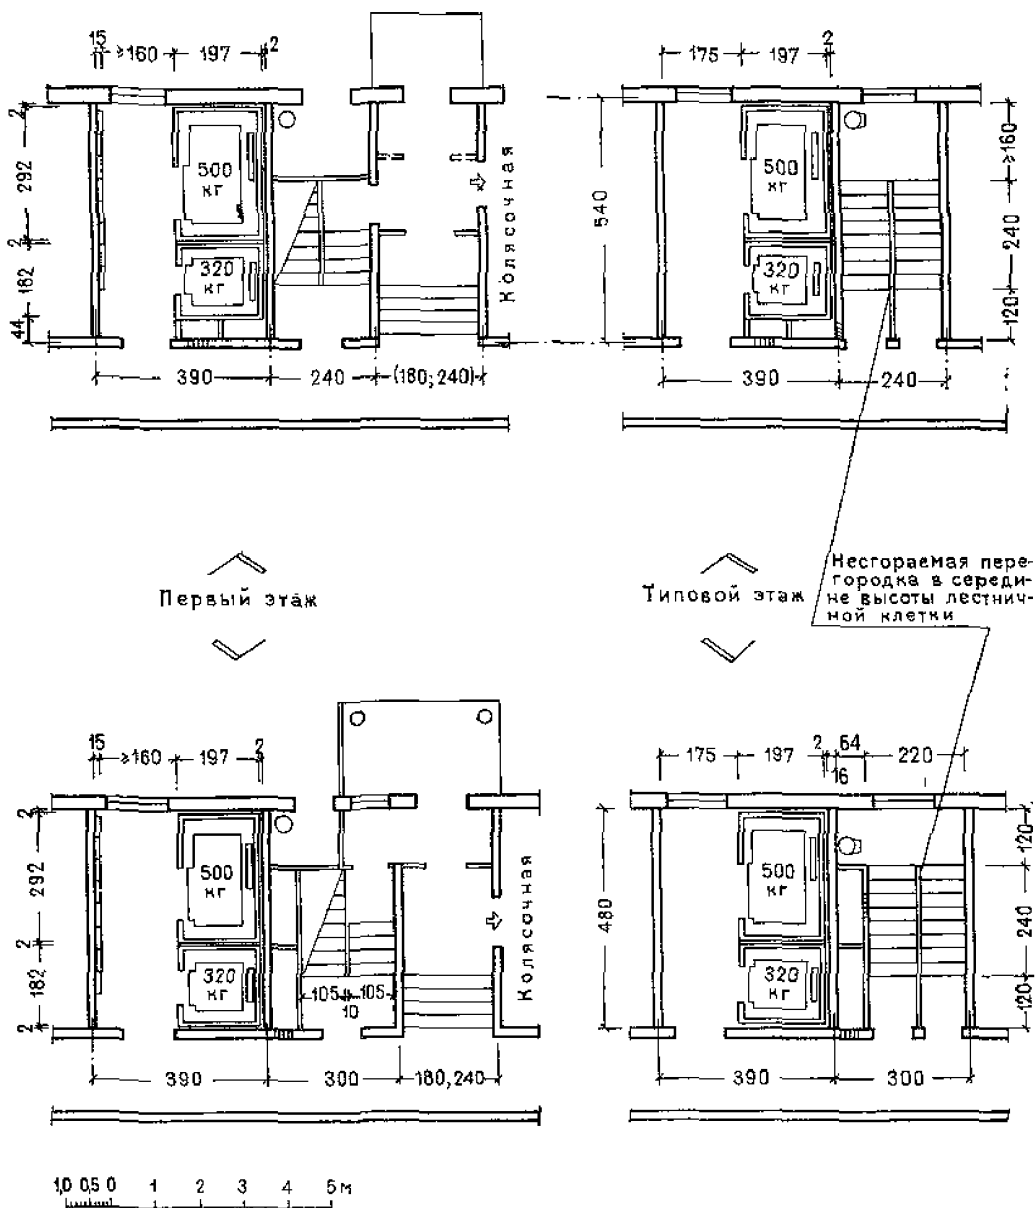 15 ≥160 197 2
2 292 2 182 44
500 кг
320 кг
Колясочная
390 240 (180; 240)
175 197 2
540
500 кг
320 кг
≥160 240 120
390 240
Первый этаж
Типовой этаж
Несгораемая пере-
городка в середи-
не высоты лестнич-
ной клетки
15 ≥160 197 2
2 292 2 182 2
500 кг
320 кг
105 105
10
Колясочная
390 300 180, 240
175 197 2 64 220
16
480
500 кг
320 кг
120 240 120
390 300
1,0 0,5 0 1 2 3 4 5 м